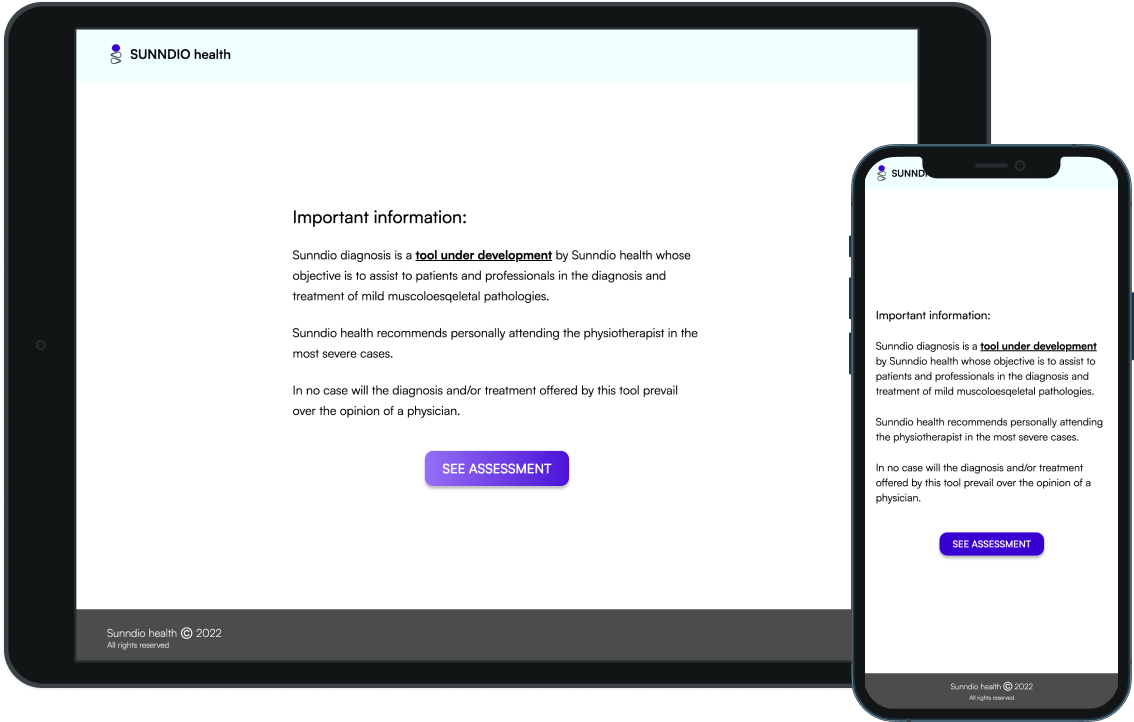 SUNNDIO health
Important information:
Sunndio diagnosis is a tool under development by Sunndio health whose
objective is to assist to patients and professionals in the diagnosis and
treatment of mild muscoloesqeletal pathologies.
Sunndio health recommends personally attending the physiotherapist in the
most severe cases.
In no case will the diagnosis and/or treatment offered by this tool prevail
over the opinion of a physician.
SEE ASSESSMENT
Sunndio health © 2022
All rights reserved
SUNND
Important information:
Sunndio diagnosis is a tool under development
by Sunndio health whose objective is to assist to
patients and professionals in the diagnosis and
treatment of mild muscoloesqeletal pathologies.
Sunndio health recommends personally attending
the physiotherapist in the most severe cases.
In no case will the diagnosis and/or treatment
offered by this tool prevail over the opinion of a
physician.
SEE ASSESSMENT
Sunndio health © 2022
All rights reserved